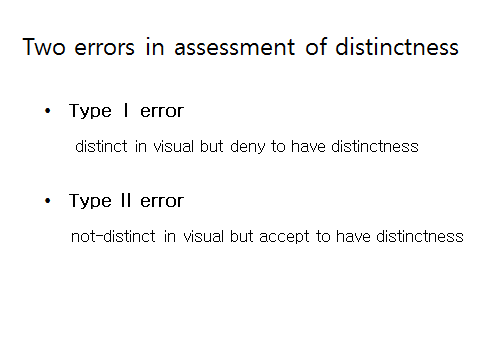 Two errors in assessment of distinctness
• Type Ⅰ error
distinct in visual but deny to have distinctness
• Type II error
not-distinct in visual but accept to have distinctness